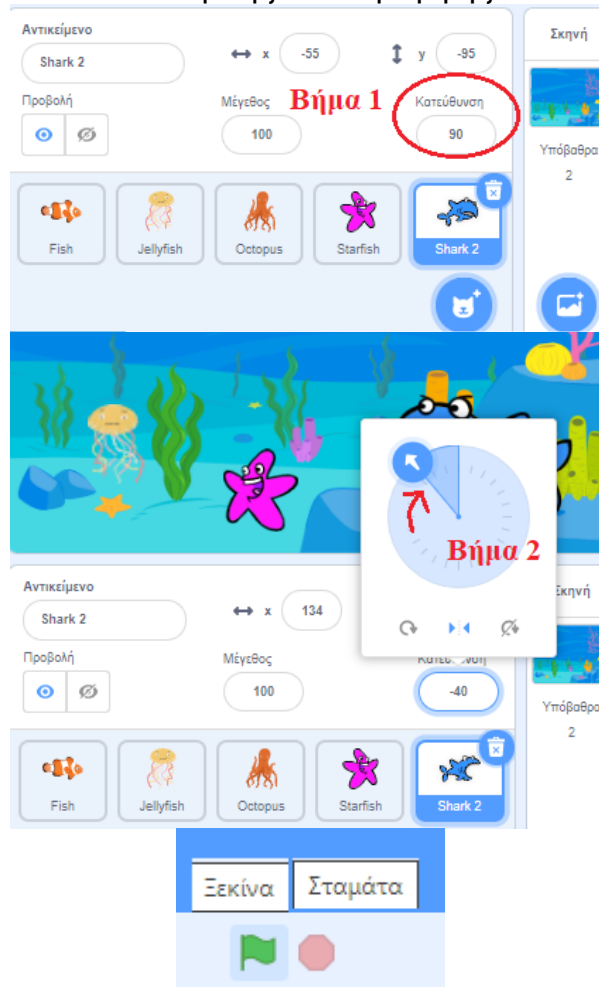 Αντικείμενο
Σκηνή
Shark 2
x -55
y -95
Προβολή
Μέγεθος
Βήμα 1
Κατεύθυνση
100
90
Υπόβαθρα
2
Fish
Jellyfish
Octopus
Starfish
Shark 2
Βήμα 2
Αντικείμενο
Σκηνή
Shark 2
x 134
Προβολή
Μέγεθος
100
-40
Υπόβαθρα
2
Fish
Jellyfish
Octopus
Starfish
Shark 2
Ξεκίνα
Σταμάτα